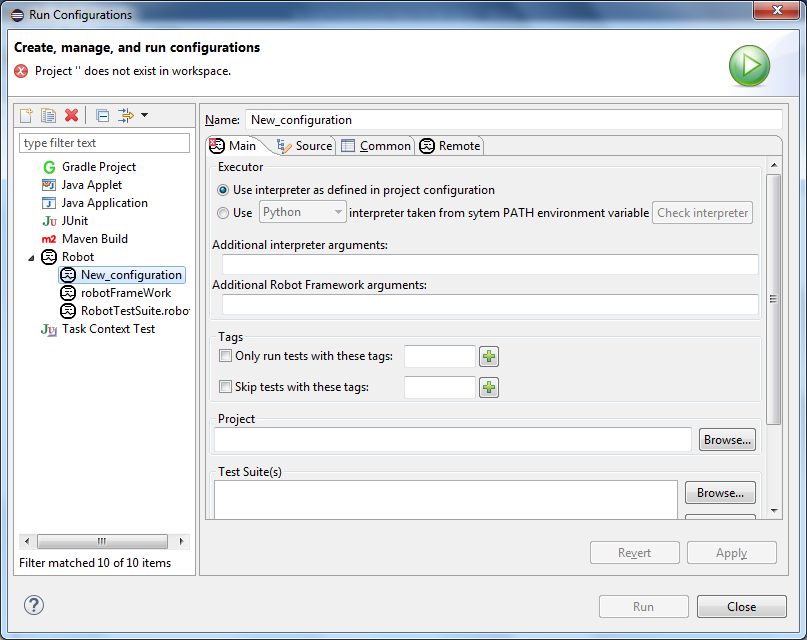 Run Configurations
Create, manage, and run configurations
Project '' does not exist in workspace.
type filter text
Gradle Project
Java Applet
Java Application
JU JUnit
m2 Maven Build
Robot
New_configuration
robotFrameWork
RobotTestSuite.robo
Task Context Test
Filter matched 10 of 10 items
Name: New_configuration
Main Source Common Remote
Executor
Use interpreter as defined in project configuration
Use Python interpreter taken from sytem PATH environment variable Check interpreter
Additional interpreter arguments:
Additional Robot Framework arguments:
Tags
Only run tests with these tags:
Skip tests with these tags:
Project
Browse...
Test Suite(s)
Browse...
Revert Apply
? Run Close